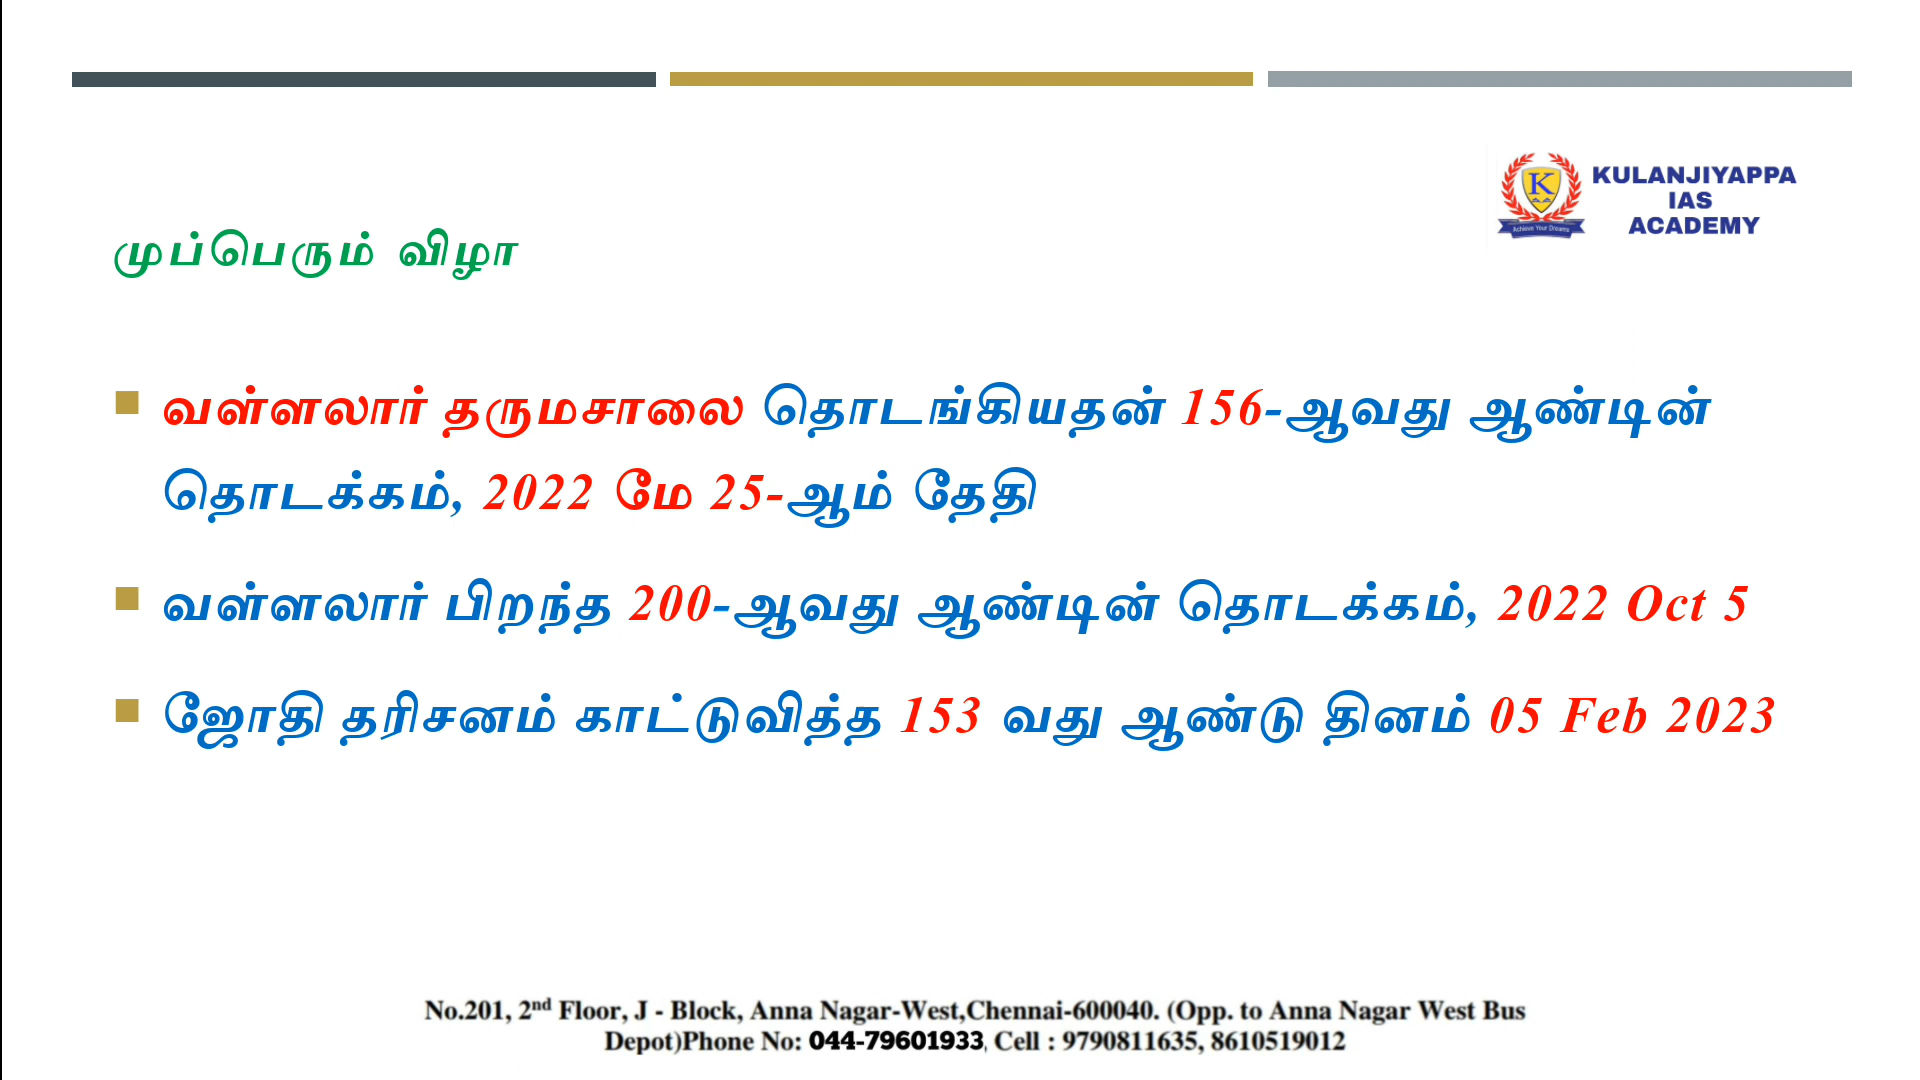 KULANJIYAPPA
IAS
ACADEMY
Achieve Your Dreams
முப்பெரும் விழா
வள்ளலார் தருமசாலை தொடங்கியதன் 156-ஆவது ஆண்டின்
தொடக்கம், 2022 மே 25-ஆம் தேதி
வள்ளலார் பிறந்த 200-ஆவது ஆண்டின் தொடக்கம், 2022 Oct 5
ஜோதி தரிசனம் காட்டுவித்த 153 வது ஆண்டு தினம் 05 Feb 2023
No.201, 2nd Floor, J - Block, Anna Nagar-West,Chennai-600040. (Opp. to Anna Nagar West Bus
Depot)Phone No: 044-79601933, Cell : 9790811635, 8610519012